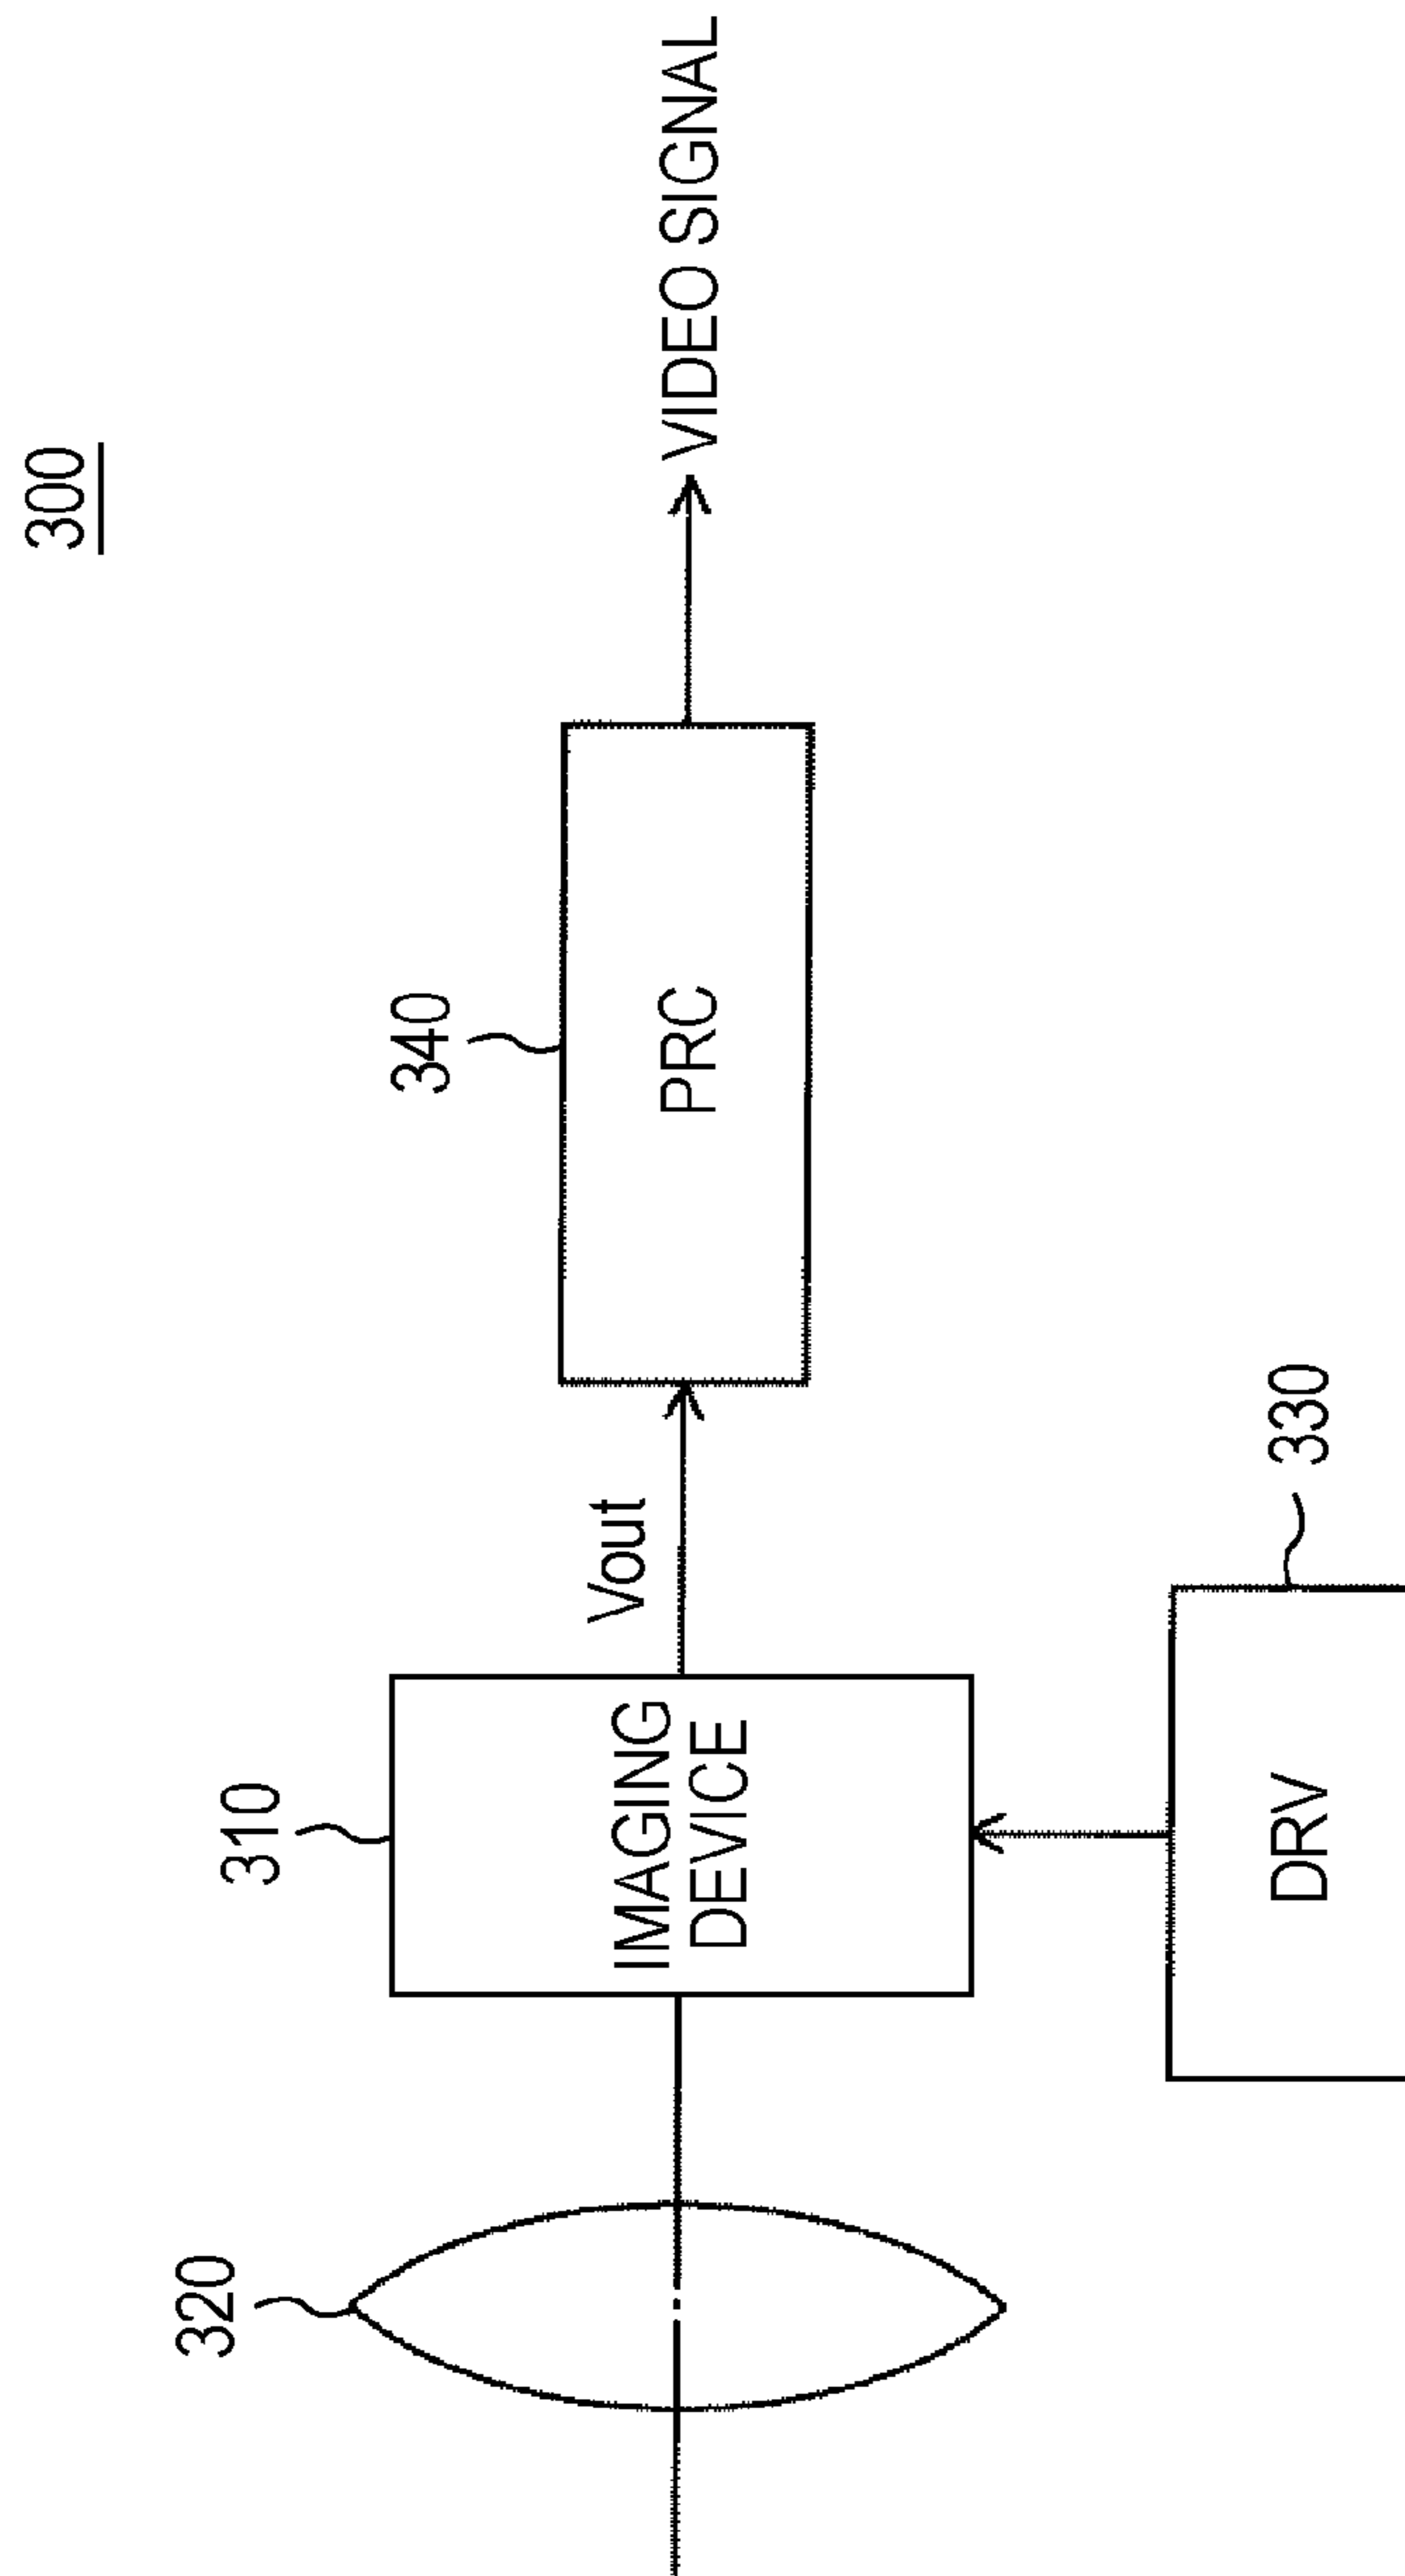 300
320
310
IMAGING
DEVICE
Vout
340
PRC
VIDEO SIGNAL
330
DRV